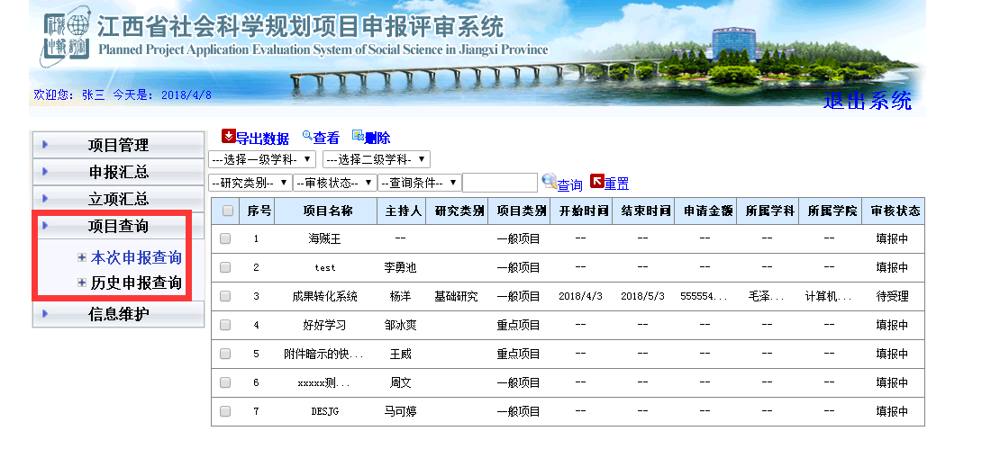 江西省社会科学规划项目申报评审系统
Planned Project Application Evaluation System of Social Science in Jiangxi Province
欢迎您: 张三 今天是: 2018/4/8
退出系统
项目管理
申报汇总
立项汇总
项目查询
本次申报查询
历史申报查询
信息维护
导出数据 查看 删除
---选择一级学科- ---选择二级学科-
--研究类别-- --审核状态-- --查询条件-- 查询 重置
序号 项目名称 主持人 研究类别 项目类别 开始时间 结束时间 申请金额 所属学科 所属学院 审核状态
1 海贼王 -- 一般项目 -- -- -- -- -- 填报中
2 test 李勇池 一般项目 -- -- -- -- -- 填报中
3 成果转化系统 杨洋 基础研究 一般项目 2018/4/3 2018/5/3 555554... 毛泽... 计算机... 待受理
4 好好学习 邹冰爽 重点项目 -- -- -- -- -- 填报中
5 附件暗示的快... 王威 重点项目 -- -- -- -- -- 填报中
6 xxxxx测... 周文 一般项目 -- -- -- -- -- 填报中
7 DESJG 马可婷 一般项目 -- -- -- -- -- 填报中